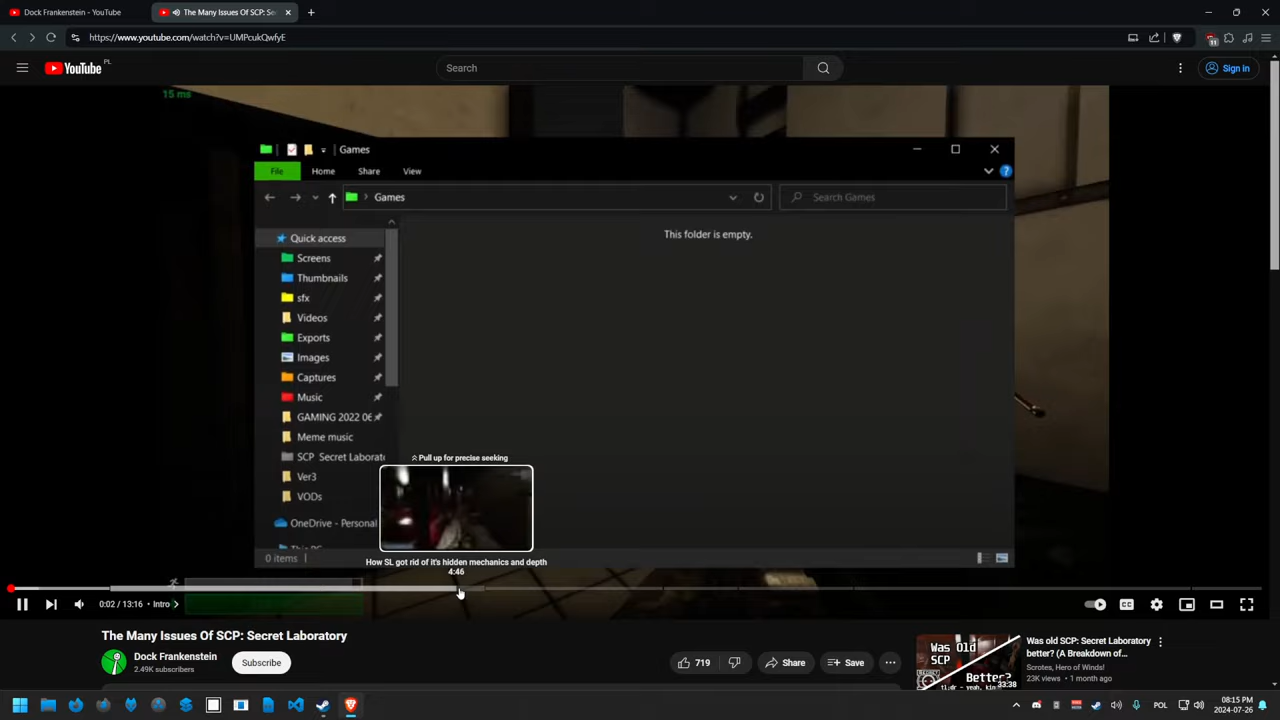 Dock Frankenstein - YouTube
The Many Issues Of SCP: Se
https://www.youtube.com/watch?v=UMPcukQwfyE
11
YouTube PL
Search
Sign in
15 ms
Games
File Home Share View
Games
Search Games
This folder is empty.
Quick access
Screens
Thumbnails
sfx
Videos
Exports
Images
Captures
Music
GAMING 2022 06
Meme music
SCP Secret Laborat
Ver3
VODs
OneDrive - Personal
This PC
0 items
Pull up for precise seeking
How SL got rid of it's hidden mechanics and depth
4:46
0:02 / 13:16 • Intro
CC
The Many Issues Of SCP: Secret Laboratory
Dock Frankenstein
2.49K subscribers
Subscribe
719
Share
Save
Was Old
SCP
Better?
33:38
Was old SCP: Secret Laboratory
better? (A Breakdown of...
Scrotes, Hero of Winds!
23K views • 1 month ago
POL
08:15 PM
2024-07-26